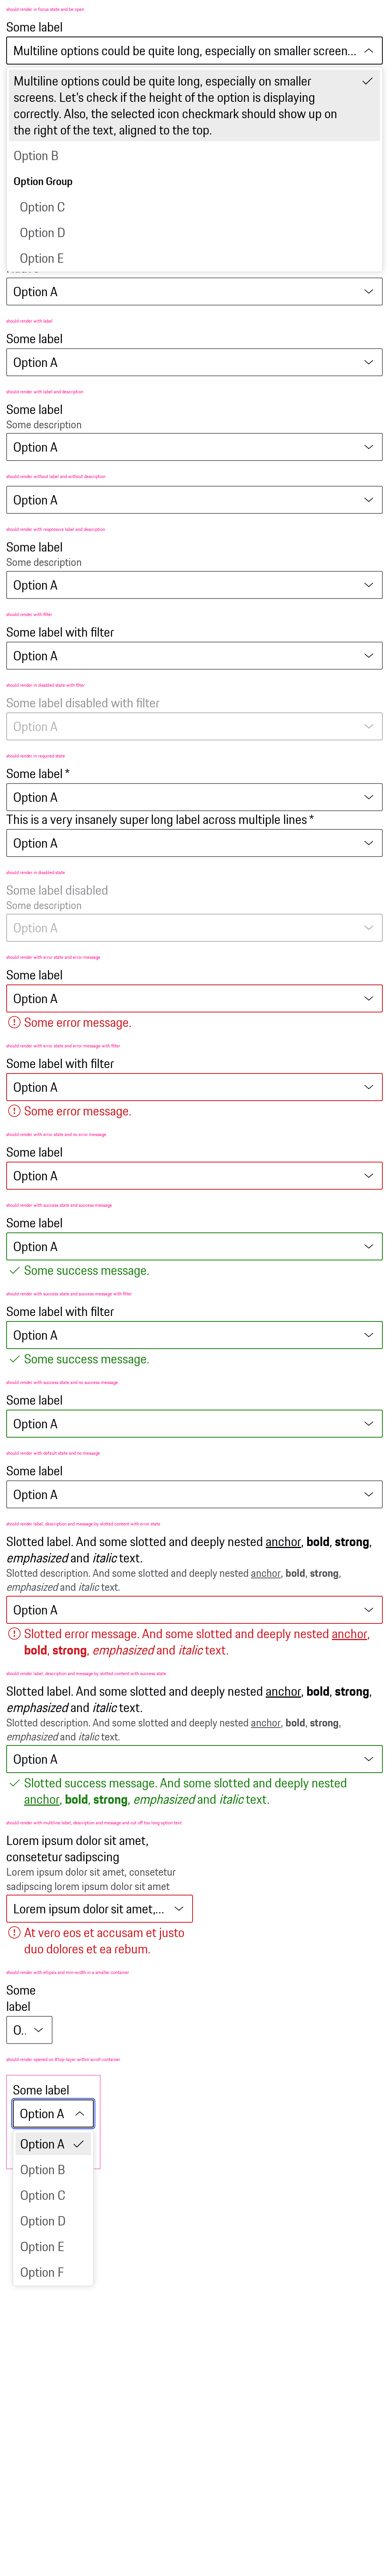 should render in focus state and be open
Some label
Multiline options could be quite long, especially on smaller screen...
Multiline options could be quite long, especially on smaller
screens. Let's check if the height of the option is displaying
correctly. Also, the selected icon checkmark should show up on
the right of the text, aligned to the top.
Option B
Option Group
Option C
Option D
Option E
Option A
should render with label
Some label
Option A
should render with label and description
Some label
Some description
Option A
should render without label and without description
Option A
should render with responsive label and description
Some label
Some description
Option A
should render with filter
Some label with filter
Option A
should render in disabled state with filter
Some label disabled with filter
Option A
should render in required state
Some label *
Option A
This is a very insanely super long label across multiple lines *
Option A
should render in disabled state
Some label disabled
Some description
Option A
should render with error state and error message
Some label
Option A
Some error message.
should render with error state and error message with filter
Some label with filter
Option A
Some error message.
should render with error state and no error message
Some label
Option A
should render with success state and success message
Some label
Option A
Some success message.
should render with success state and success message with filter
Some label with filter
Option A
Some success message.
should render with success state and no success message
Some label
Option A
should render with default state and no message
Some label
Option A
should render label, description and message by slotted content with error state
Slotted label. And some slotted and deeply nested anchor, bold, strong,
emphasized and italic text.
Slotted description. And some slotted and deeply nested anchor, bold, strong,
emphasized and italic text.
Option A
Slotted error message. And some slotted and deeply nested anchor,
bold, strong, emphasized and italic text.
should render label, description and message by slotted content with success state
Slotted label. And some slotted and deeply nested anchor, bold, strong,
emphasized and italic text.
Slotted description. And some slotted and deeply nested anchor, bold, strong,
emphasized and italic text.
Option A
Slotted success message. And some slotted and deeply nested
anchor, bold, strong, emphasized and italic text.
should render with multiline label, description and message and cut off too long option text
Lorem ipsum dolor sit amet,
consetetur sadipscing
Lorem ipsum dolor sit amet, consetetur
sadipscing lorem ipsum dolor sit amet
Lorem ipsum dolor sit amet,...
At vero eos et accusam et justo
duo dolores et ea rebum.
should render with ellipsis and min-width in a smaller container
Some
label
O..
should render opened on #top-layer within scroll container
Some label
Option A
Option A
Option B
Option C
Option D
Option E
Option F